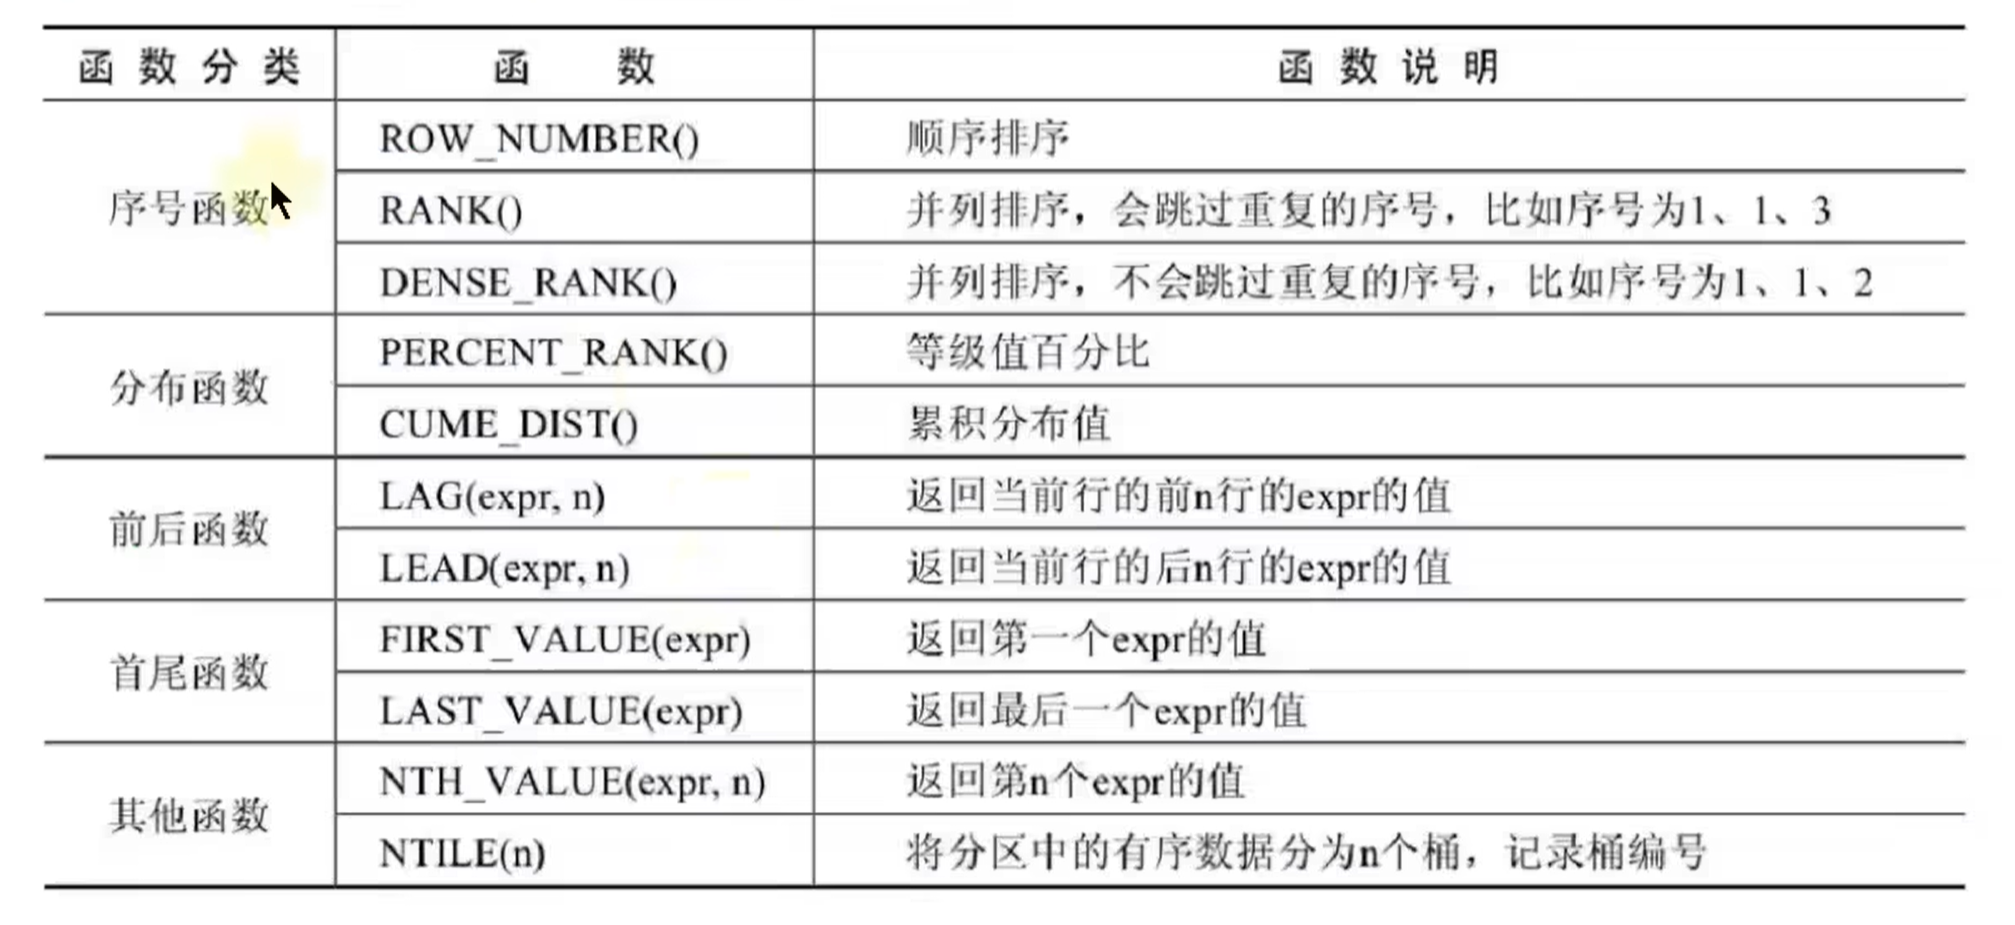 函数分类 函数 函数说明
序号函数
ROW_NUMBER() 顺序排序
RANK() 并列排序，会跳过重复的序号，比如序号为1、1、3
DENSE_RANK() 并列排序，不会跳过重复的序号，比如序号为1、1、2
分布函数
PERCENT_RANK() 等级值百分比
CUME_DIST() 累积分布值
前后函数
LAG(expr, n) 返回当前行的前n行的expr的值
LEAD(expr, n) 返回当前行的后n行的expr的值
首尾函数
FIRST_VALUE(expr) 返回第一个expr的值
LAST_VALUE(expr) 返回最后一个expr的值
其他函数
NTH_VALUE(expr, n) 返回第n个expr的值
NTILE(n) 将分区中的有序数据分为n个桶，记录桶编号